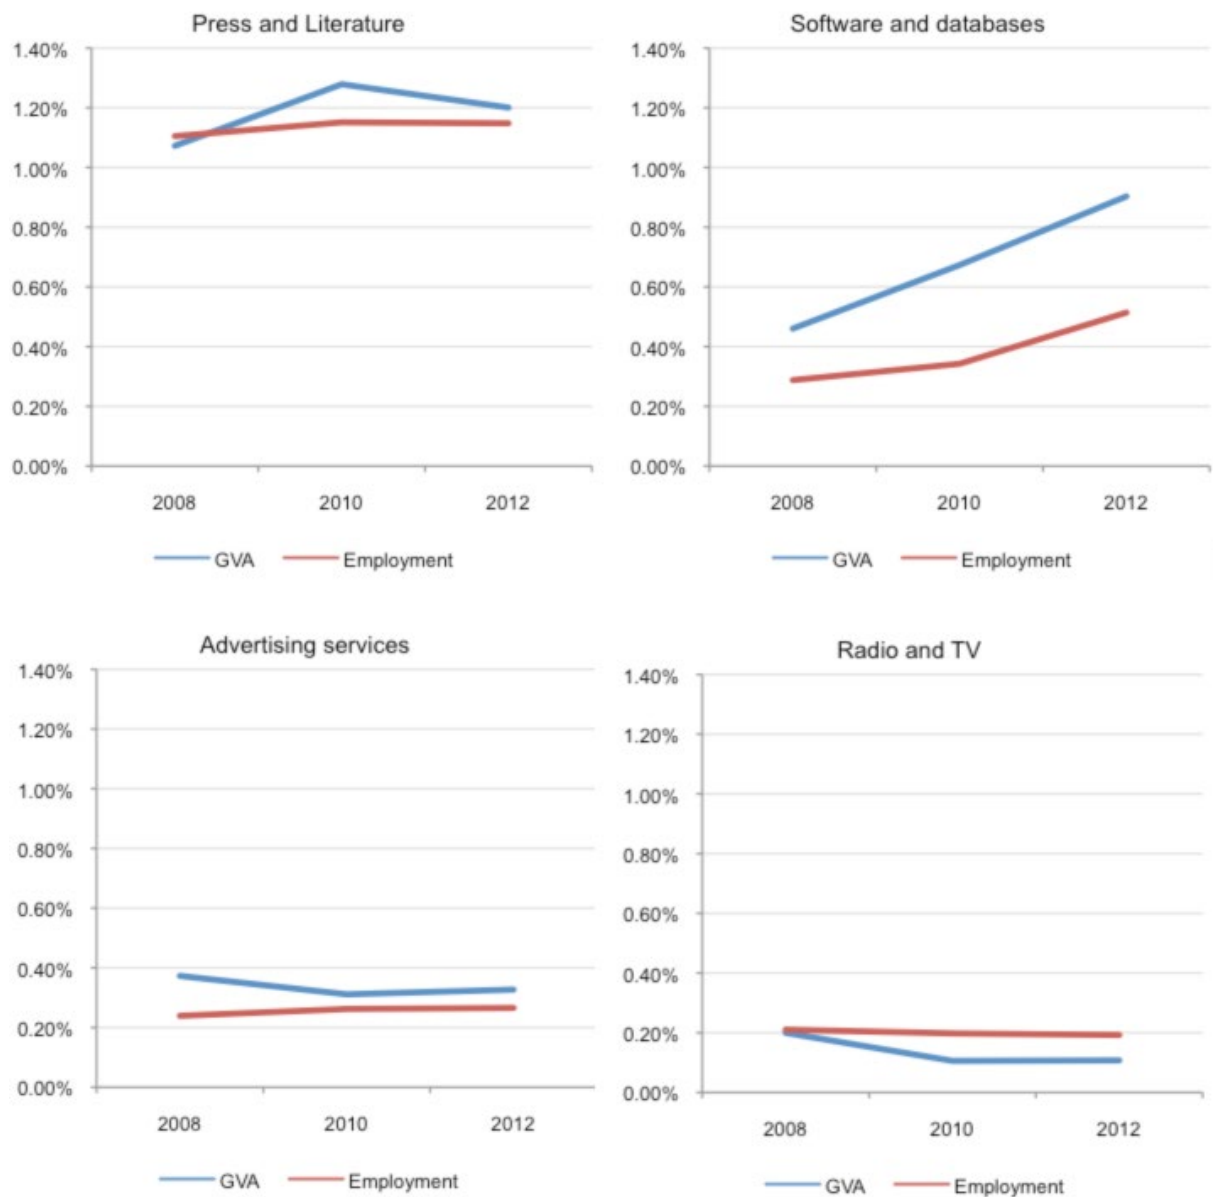 Press and Literature
1.40%
1.20%
1.00%
0.80%
0.60%
0.40%
0.20%
0.00%
2008 2010 2012
GVA Employment
Software and databases
1.40%
1.20%
1.00%
0.80%
0.60%
0.40%
0.20%
0.00%
2008 2010 2012
GVA Employment
Advertising services
1.40%
1.20%
1.00%
0.80%
0.60%
0.40%
0.20%
0.00%
2008 2010 2012
GVA Employment
Radio and TV
1.40%
1.20%
1.00%
0.80%
0.60%
0.40%
0.20%
0.00%
2008 2010 2012
GVA Employment